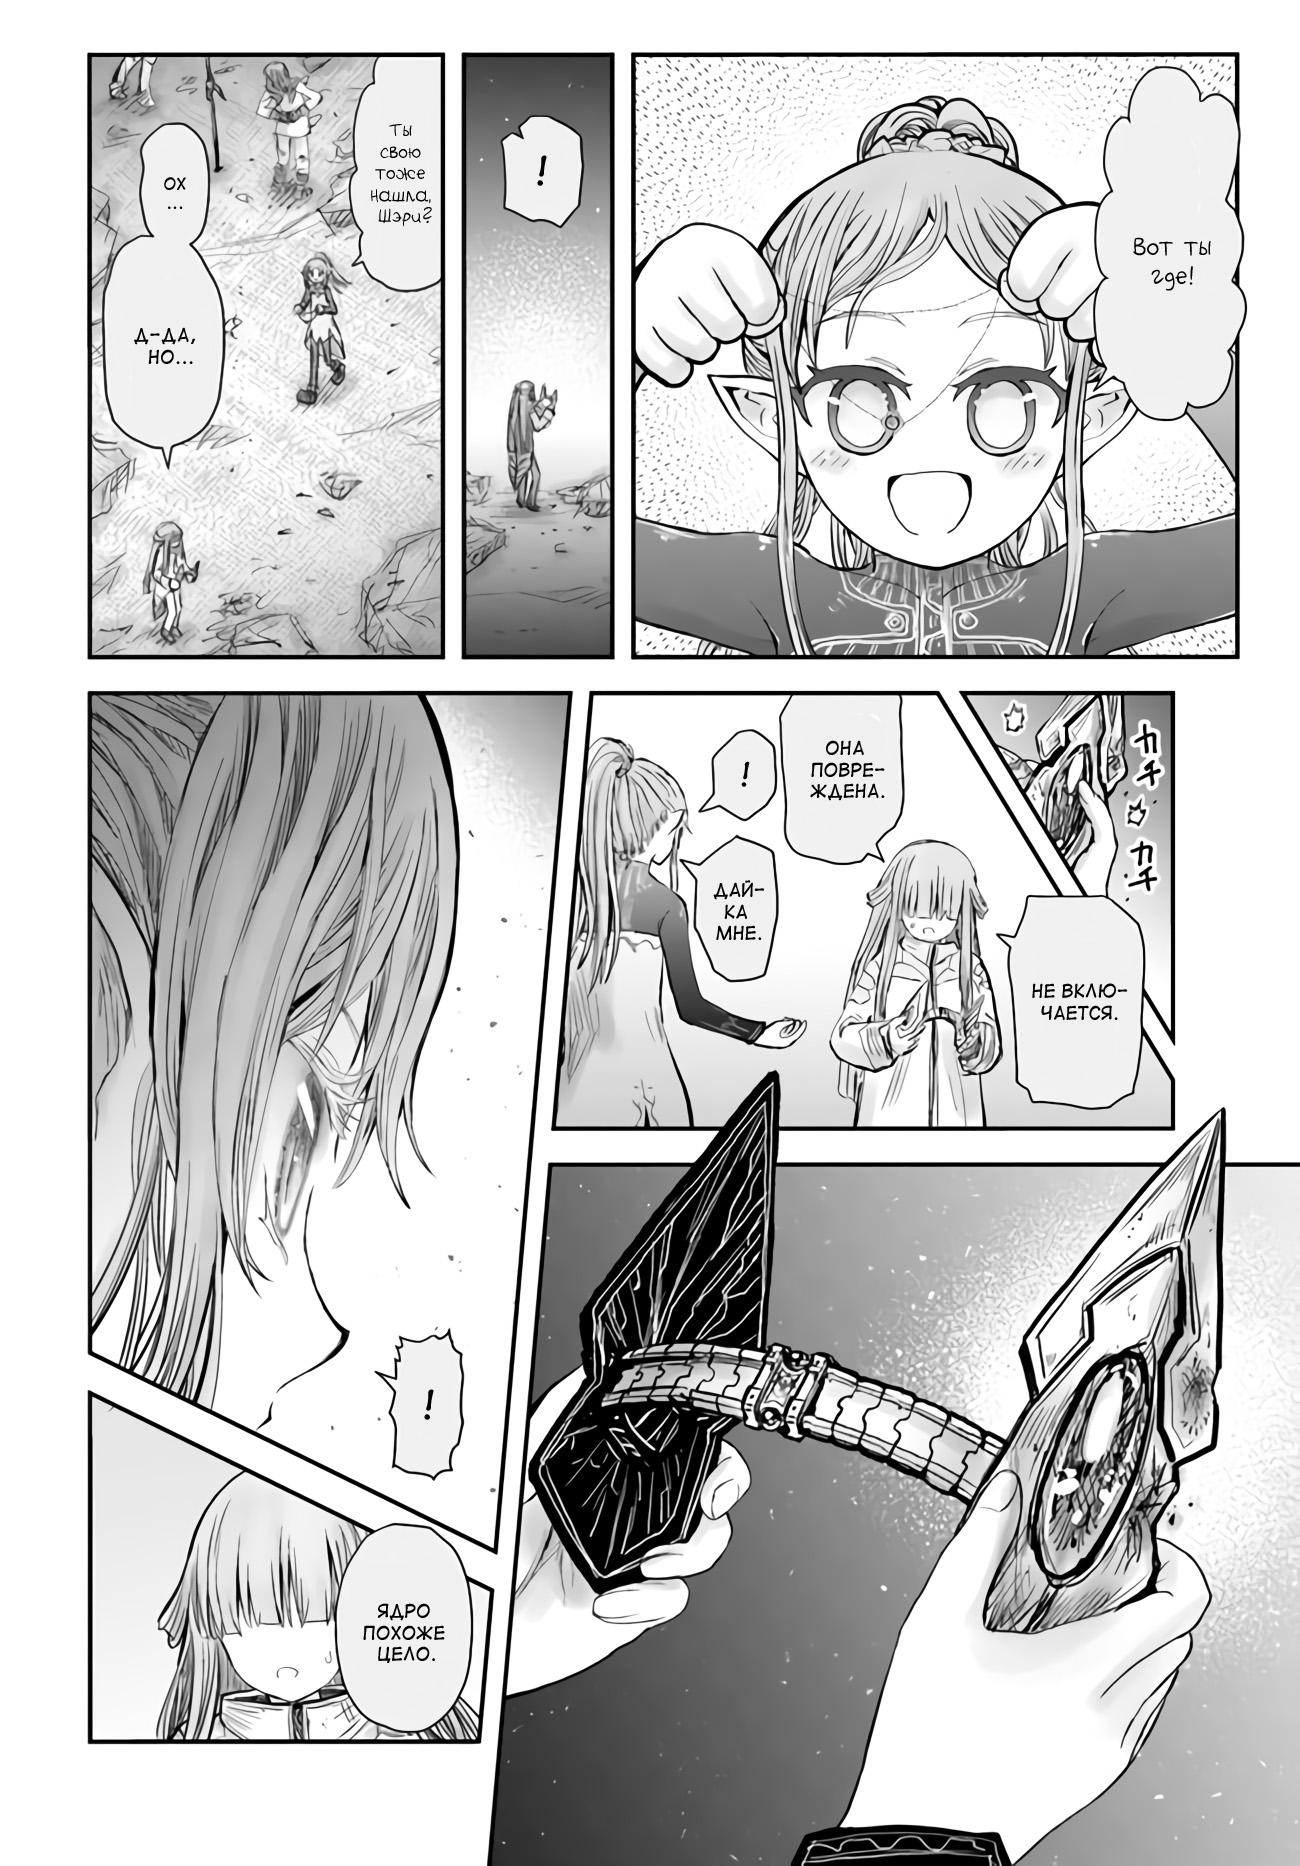 Вот ты
где!
!
Ты
свою
тоже
нашла,
Шэри?
ОХ
...
Д-ДА,
НО...
カチ
カチ
НЕ ВКЛЮ-
ЧАЕТСЯ.
ОНА
ПОВРЕ-
ЖДЕНА.
!
ДАЙ-
КА
МНЕ.
!
ЯДРО
ПОХОЖЕ
ЦЕЛО.